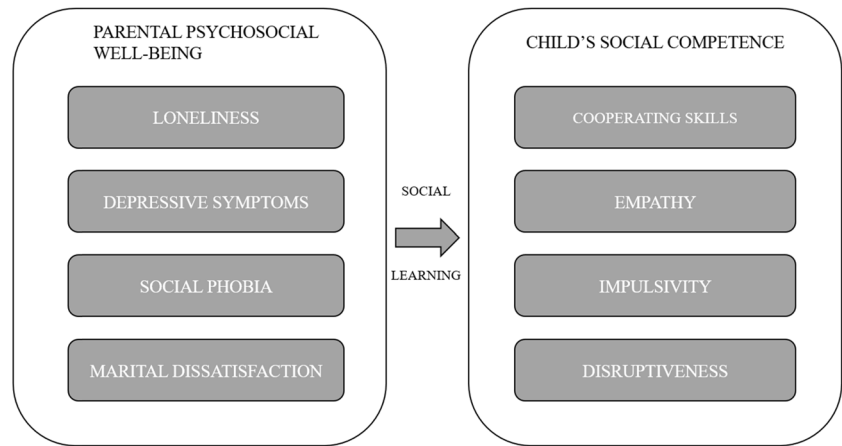 PARENTAL PSYCHOSOCIAL
WELL-BEING
LONELINESS
DEPRESSIVE SYMPTOMS
SOCIAL PHOBIA
MARITAL DISSATISFACTION
SOCIAL
LEARNING
CHILD'S SOCIAL COMPETENCE
COOPERATING SKILLS
EMPATHY
IMPULSIVITY
DISRUPTIVENESS